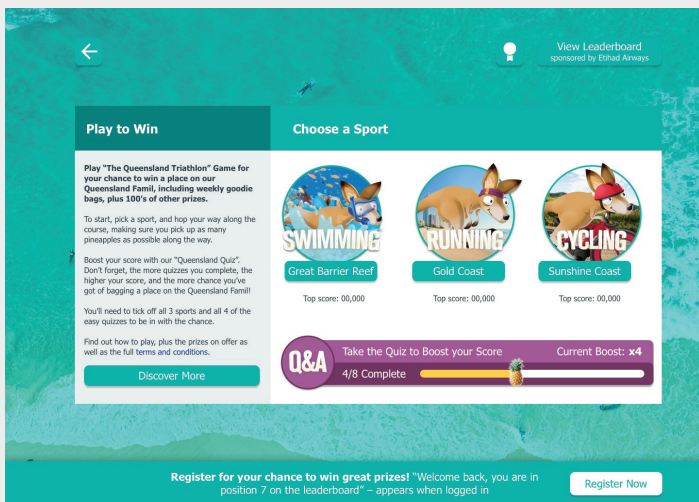 View Leaderboard
sponsored by Etihad Airways
Play to Win
Choose a Sport
Play “The Queensland Triathlon” Game for
your chance to win a place on our
Queensland Famil, including weekly goodie
bags, plus 100’s of other prizes.
To start, pick a sport, and hop your way along the
course, making sure you pick up as many
pineapples as possible along the way.
Boost your score with our “Queensland Quiz”.
Don’t forget, the more quizzes you complete, the
higher your score, and the more chance you’ve
got of bagging a place on the Queensland Famil!
You’ll need to tick off all 3 sports and all 4 of the
easy quizzes to be in with the chance.
Find out how to play, plus the prizes on offer as
well as the full terms and conditions.
Discover More
SWIMMING
Great Barrier Reef
Top score: 00,000
RUNNING
Gold Coast
Top score: 00,000
CYCLING
Sunshine Coast
Top score: 00,000
Q&A
Take the Quiz to Boost your Score
Current Boost: x4
4/8 Complete
Register for your chance to win great prizes! “Welcome back, you are in
position 7 on the leaderboard” – appears when logged in
Register Now